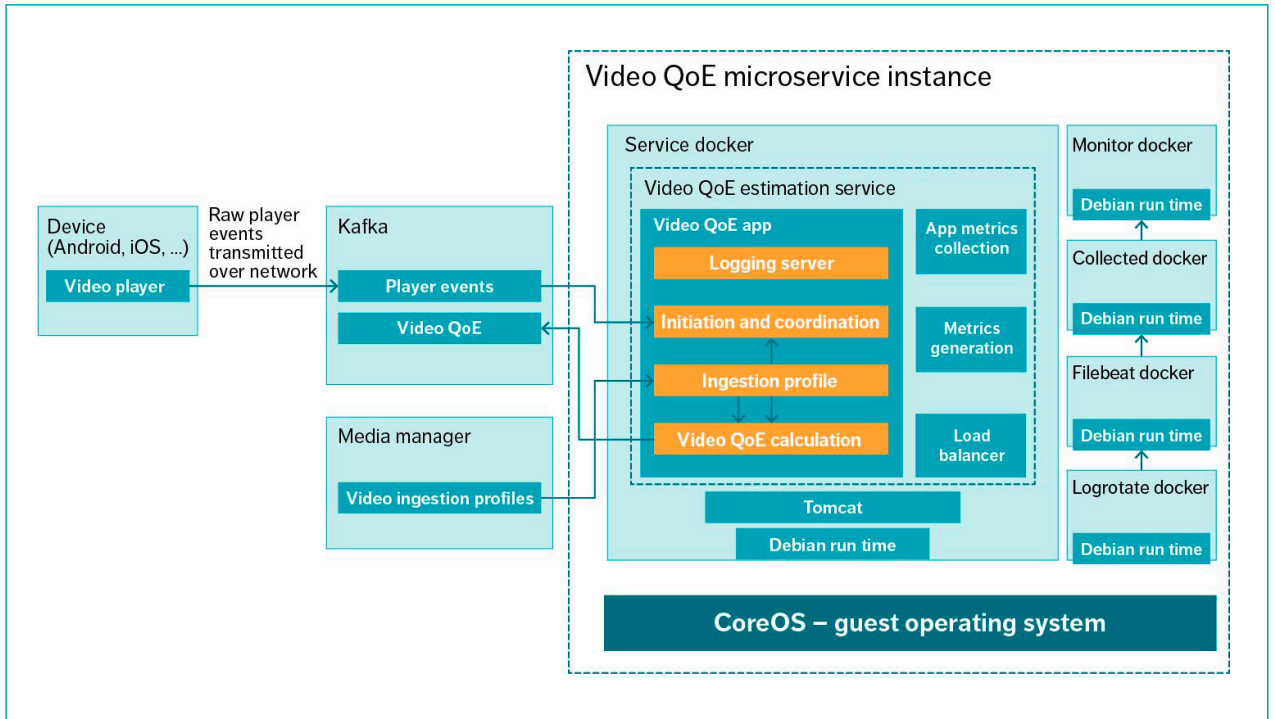 Video QoE microservice instance
Device
(Android, iOS, ...)
Video player
Raw player
events
transmitted
over network
Kafka
Player events
Video QoE
Media manager
Video ingestion profiles
Service docker
Video QoE estimation service
Video QoE app
Logging server
Initiation and coordination
Ingestion profile
Video QoE calculation
App metrics
collection
Metrics
generation
Load
balancer
Tomcat
Debian run time
Monitor docker
Debian run time
Collected docker
Debian run time
Filebeat docker
Debian run time
Logrotate docker
Debian run time
CoreOS – guest operating system